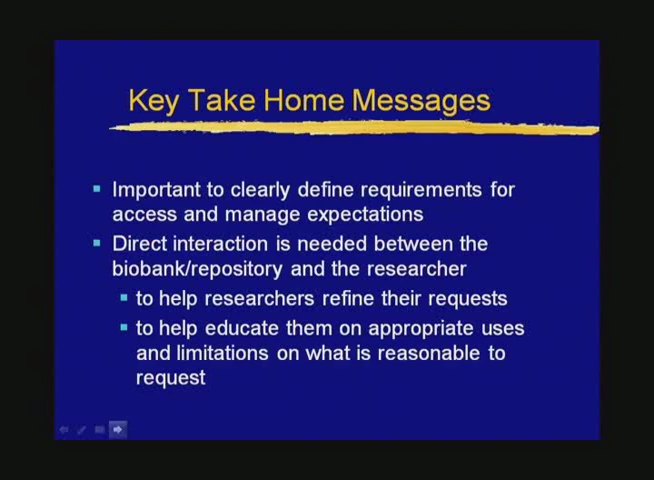 Key Take Home Messages
Important to clearly define requirements for
access and manage expectations
Direct interaction is needed between the
biobank/repository and the researcher
to help researchers refine their requests
to help educate them on appropriate uses
and limitations on what is reasonable to
request